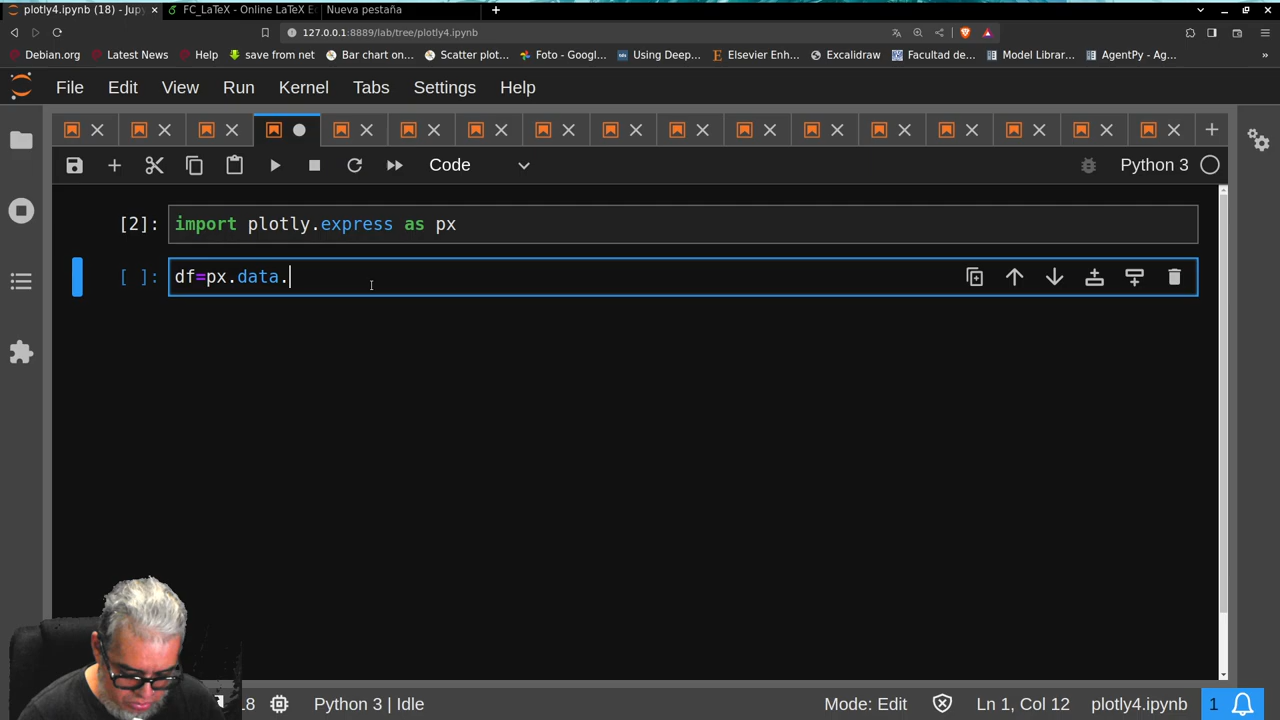 plotly4.ipynb (18) - Jupy
FC_LaTeX - Online LaTeX E
Nueva pestaña
127.0.0.1:8889/lab/tree/plotly4.ipynb
Debian.org
Latest News
Help
save from net
Bar chart on...
Scatter plot...
Foto - Googl...
Using Deep...
Elsevier Enh...
Excalidraw
Facultad de...
Model Librar...
AgentPy - Ag...
»
File
Edit
View
Run
Kernel
Tabs
Settings
Help
Code
Python 3
[2]:
import plotly.express as px
[ ]:
df=px.data.
.8
Python 3 | Idle
Mode: Edit
Ln 1, Col 12
plotly4.ipynb
1